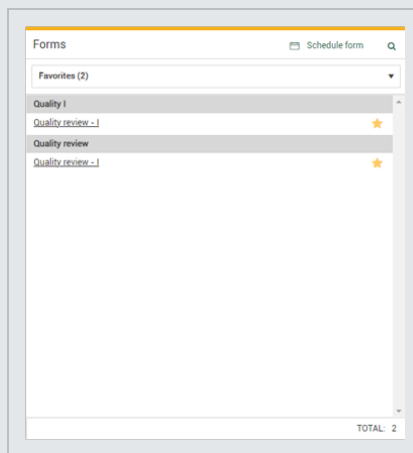 Forms
Schedule form
Favorites (2)
Quality I
Quality review - I
Quality review
Quality review - I
TOTAL: 2